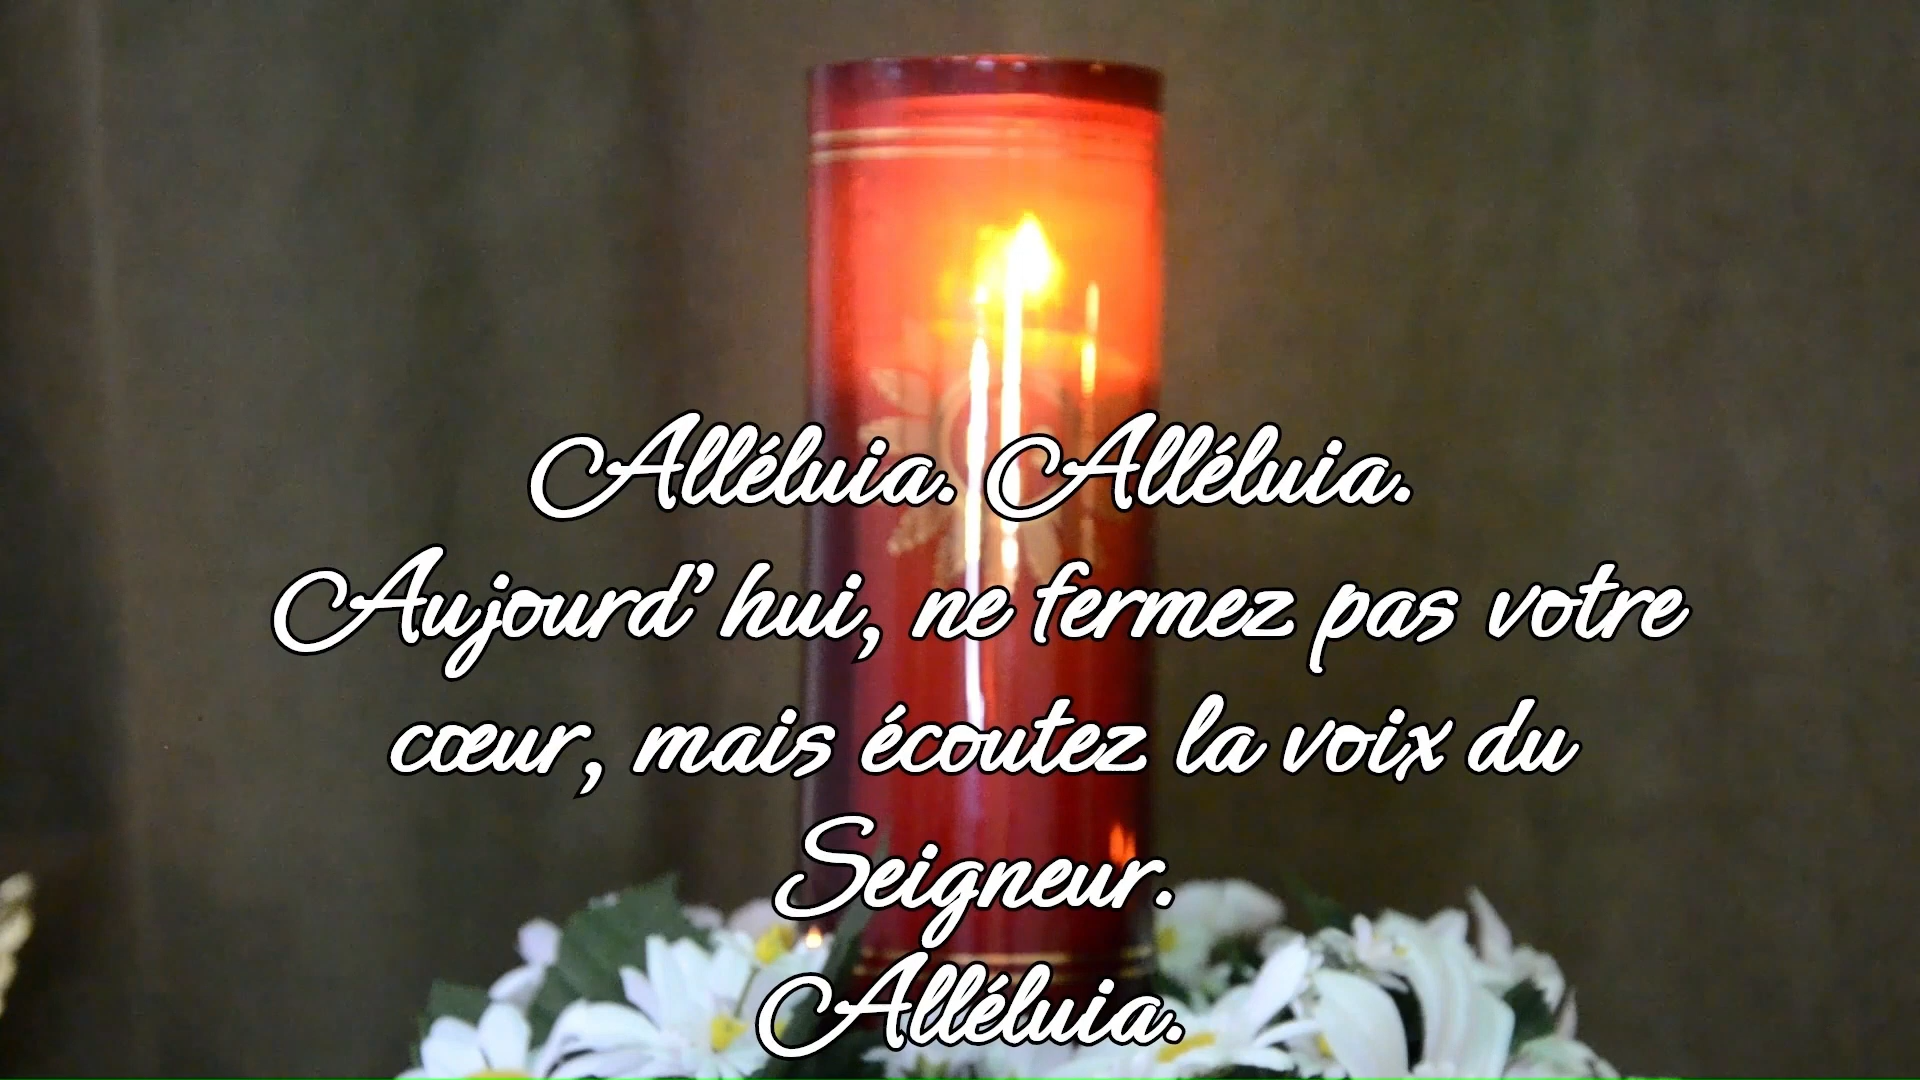 Alléluia. Alléluia.
Aujourd’hui, ne fermez pas votre
cœur, mais écoutez la voix du
Seigneur.
Alléluia.